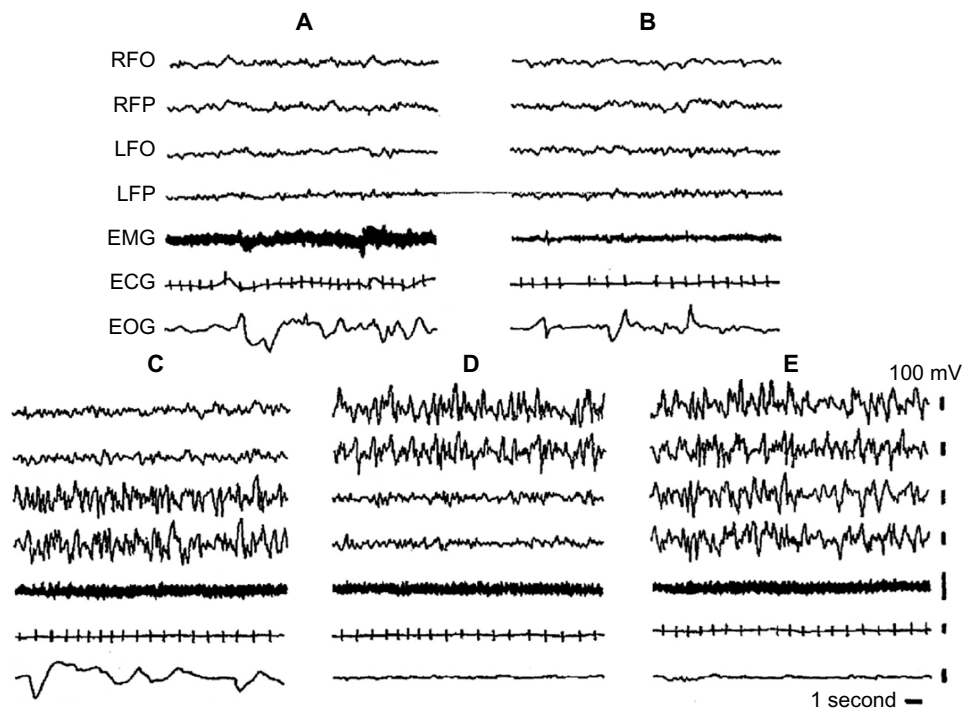 A B
RFO
RFP
LFO
LFP
EMG
ECG
EOG
C D E
100 mV
1 second